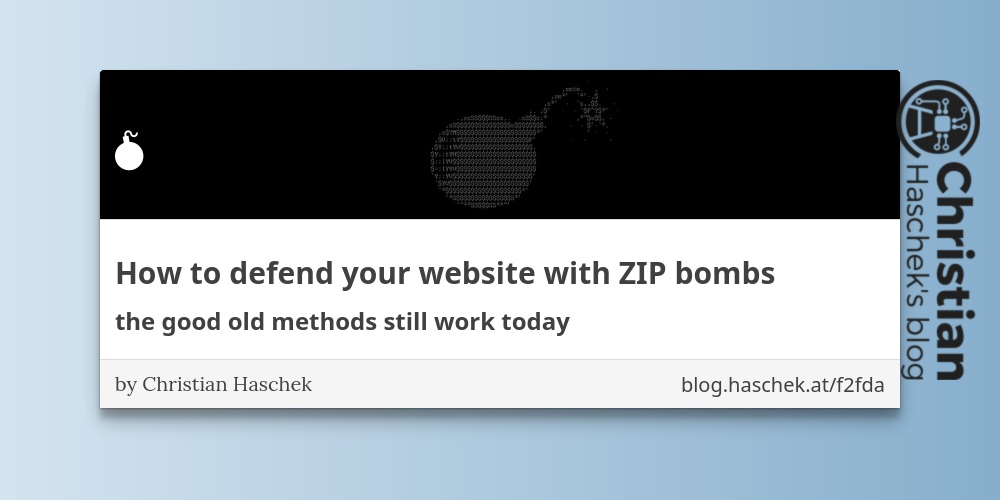 How to defend your website with ZIP bombs
the good old methods still work today
by Christian Haschek
blog.haschek.at/f2fda
Christian
Haschek's blog